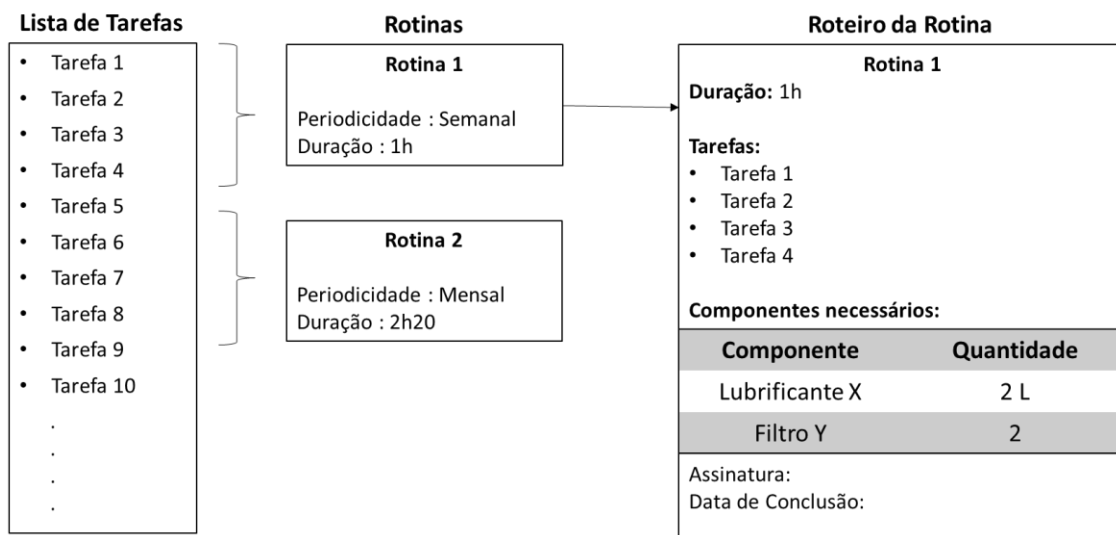 Lista de Tarefas
• Tarefa 1
• Tarefa 2
• Tarefa 3
• Tarefa 4
• Tarefa 5
• Tarefa 6
• Tarefa 7
• Tarefa 8
• Tarefa 9
• Tarefa 10
.
.
.
.
Rotinas
Rotina 1
Periodicidade : Semanal
Duração : 1h
Rotina 2
Periodicidade : Mensal
Duração : 2h20
Roteiro da Rotina
Rotina 1
Duração: 1h
Tarefas:
• Tarefa 1
• Tarefa 2
• Tarefa 3
• Tarefa 4
Componentes necessários:
Componente Quantidade
Lubrificante X 2 L
Filtro Y 2
Assinatura:
Data de Conclusão: